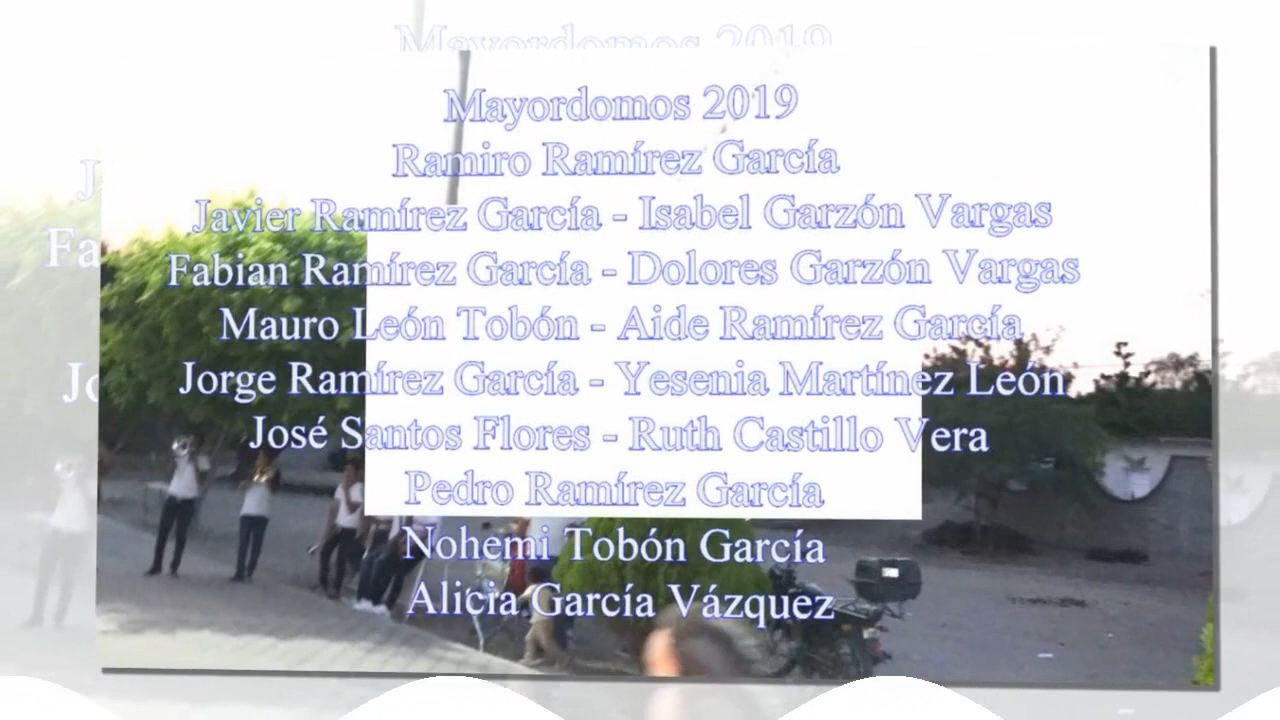 Mayordomos 2019
Mayordomos 2019
Ramiro Ramírez García
Javier Ramírez García - Isabel Garzón Vargas
Fabian Ramírez García - Dolores Garzón Vargas
Mauro León Tobón - Aide Ramírez García
Jorge Ramírez García - Yesenia Martínez León
José Santos Flores - Ruth Castillo Vera
Pedro Ramírez García
Nohemi Tobón García
Alicia García Vázquez